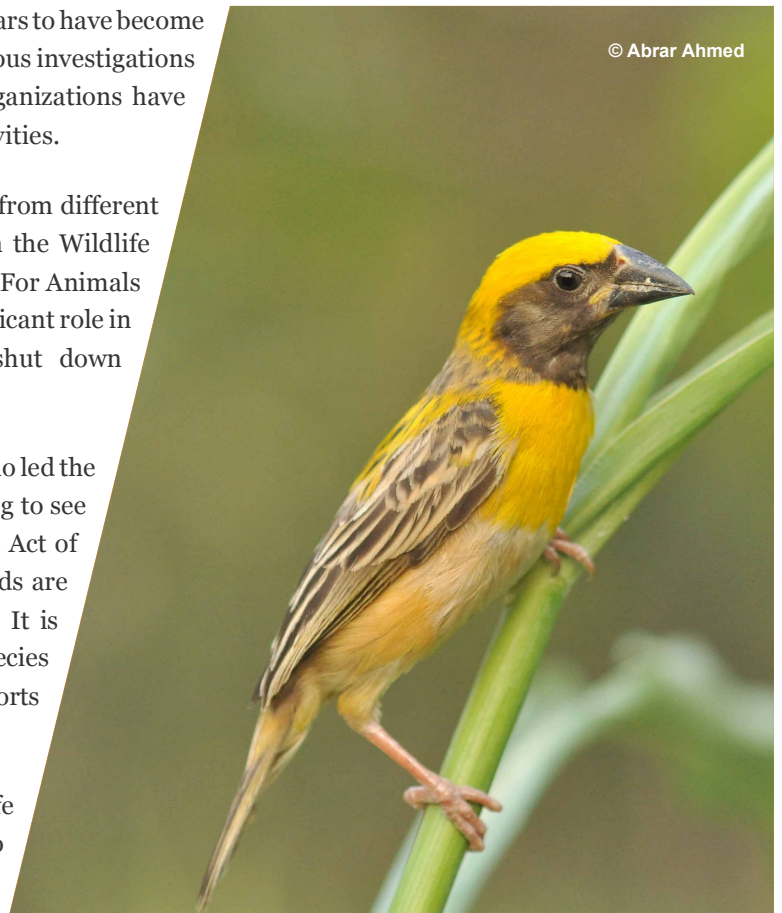 ars to have become
ous investigations
ganizations have
vities.
from different
the Wildlife
For Animals
icant role in
shut down
led the
g to see
Act of
ds are
It is
ecies
orts
fe
© Abrar Ahmed